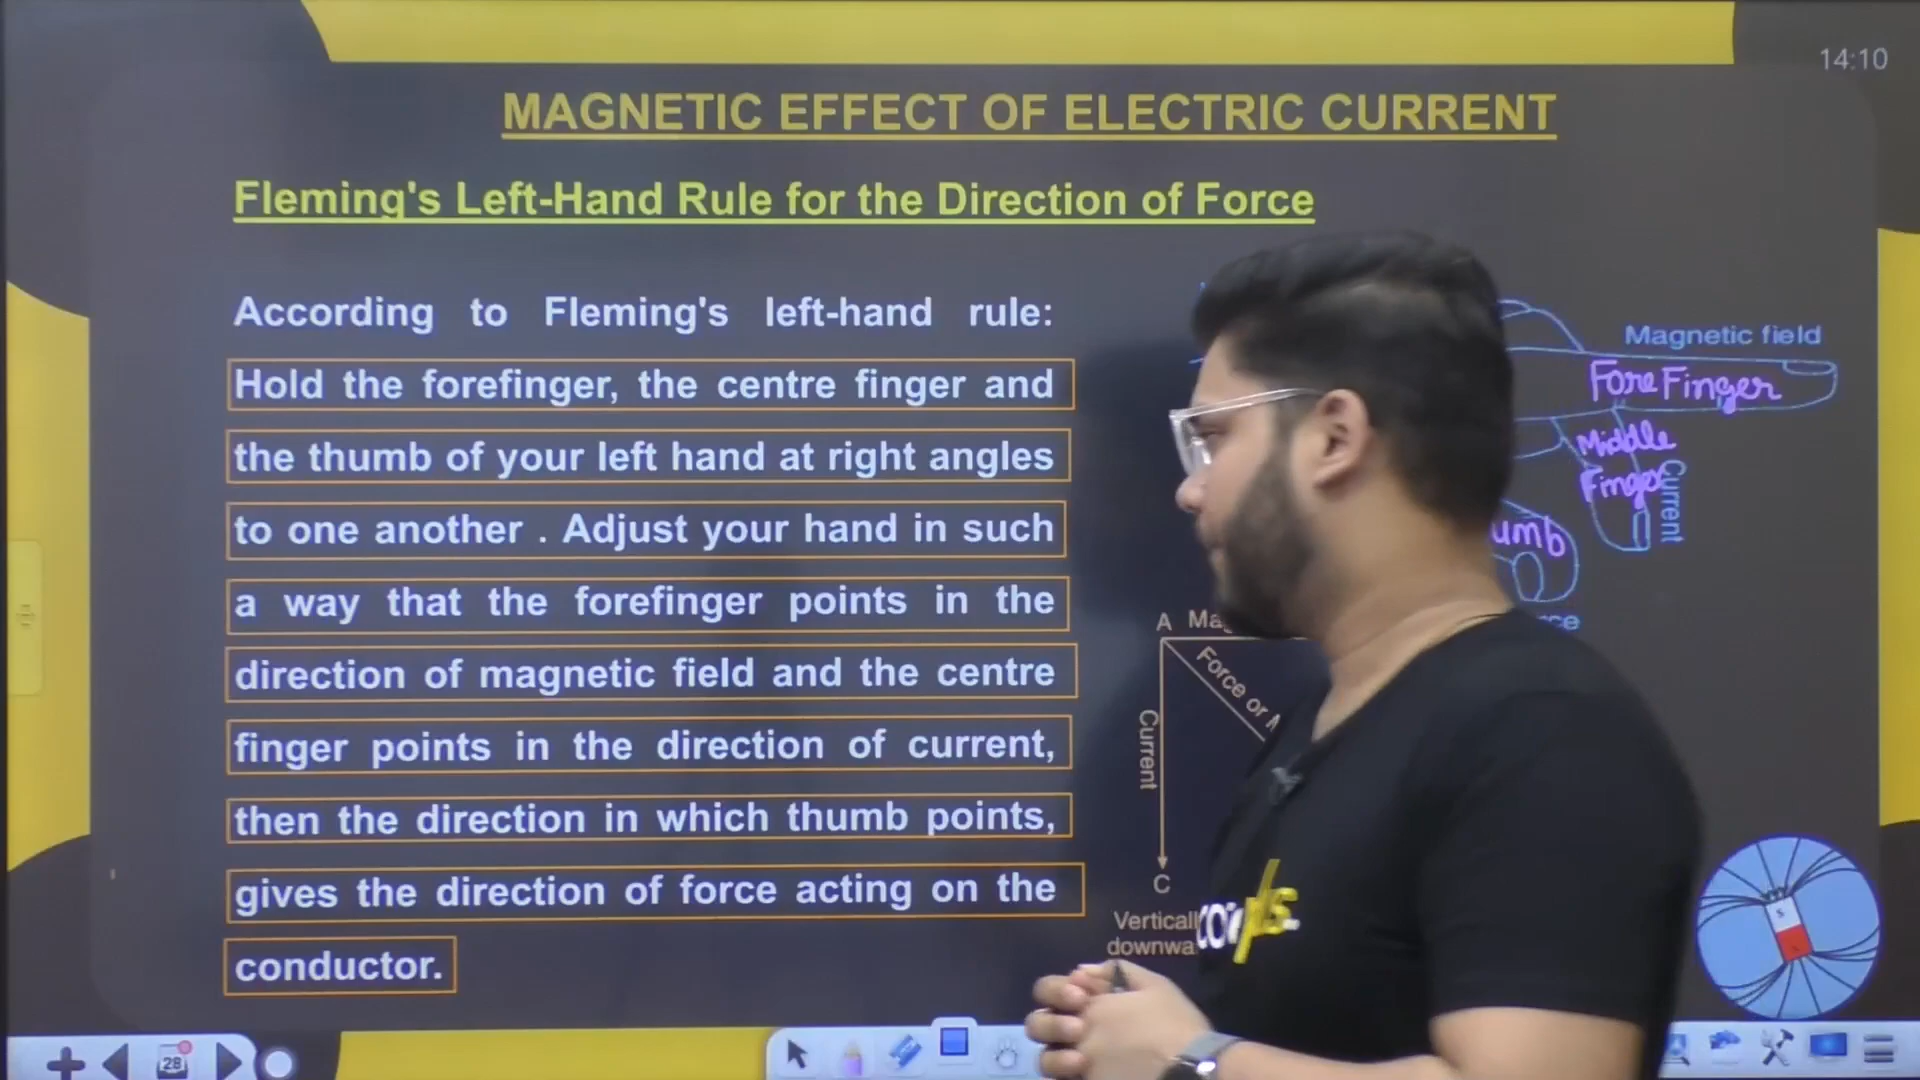 14:10
MAGNETIC EFFECT OF ELECTRIC CURRENT
Fleming's Left-Hand Rule for the Direction of Force
According to Fleming's left-hand rule:
Hold the forefinger, the centre finger and
the thumb of your left hand at right angles
to one another . Adjust your hand in such
a way that the forefinger points in the
direction of magnetic field and the centre
finger points in the direction of current,
then the direction in which thumb points,
gives the direction of force acting on the
conductor.
Magnetic field
Fore Finger
Middle
Finger
Current
umb
A
Force or
Current
C
28
S